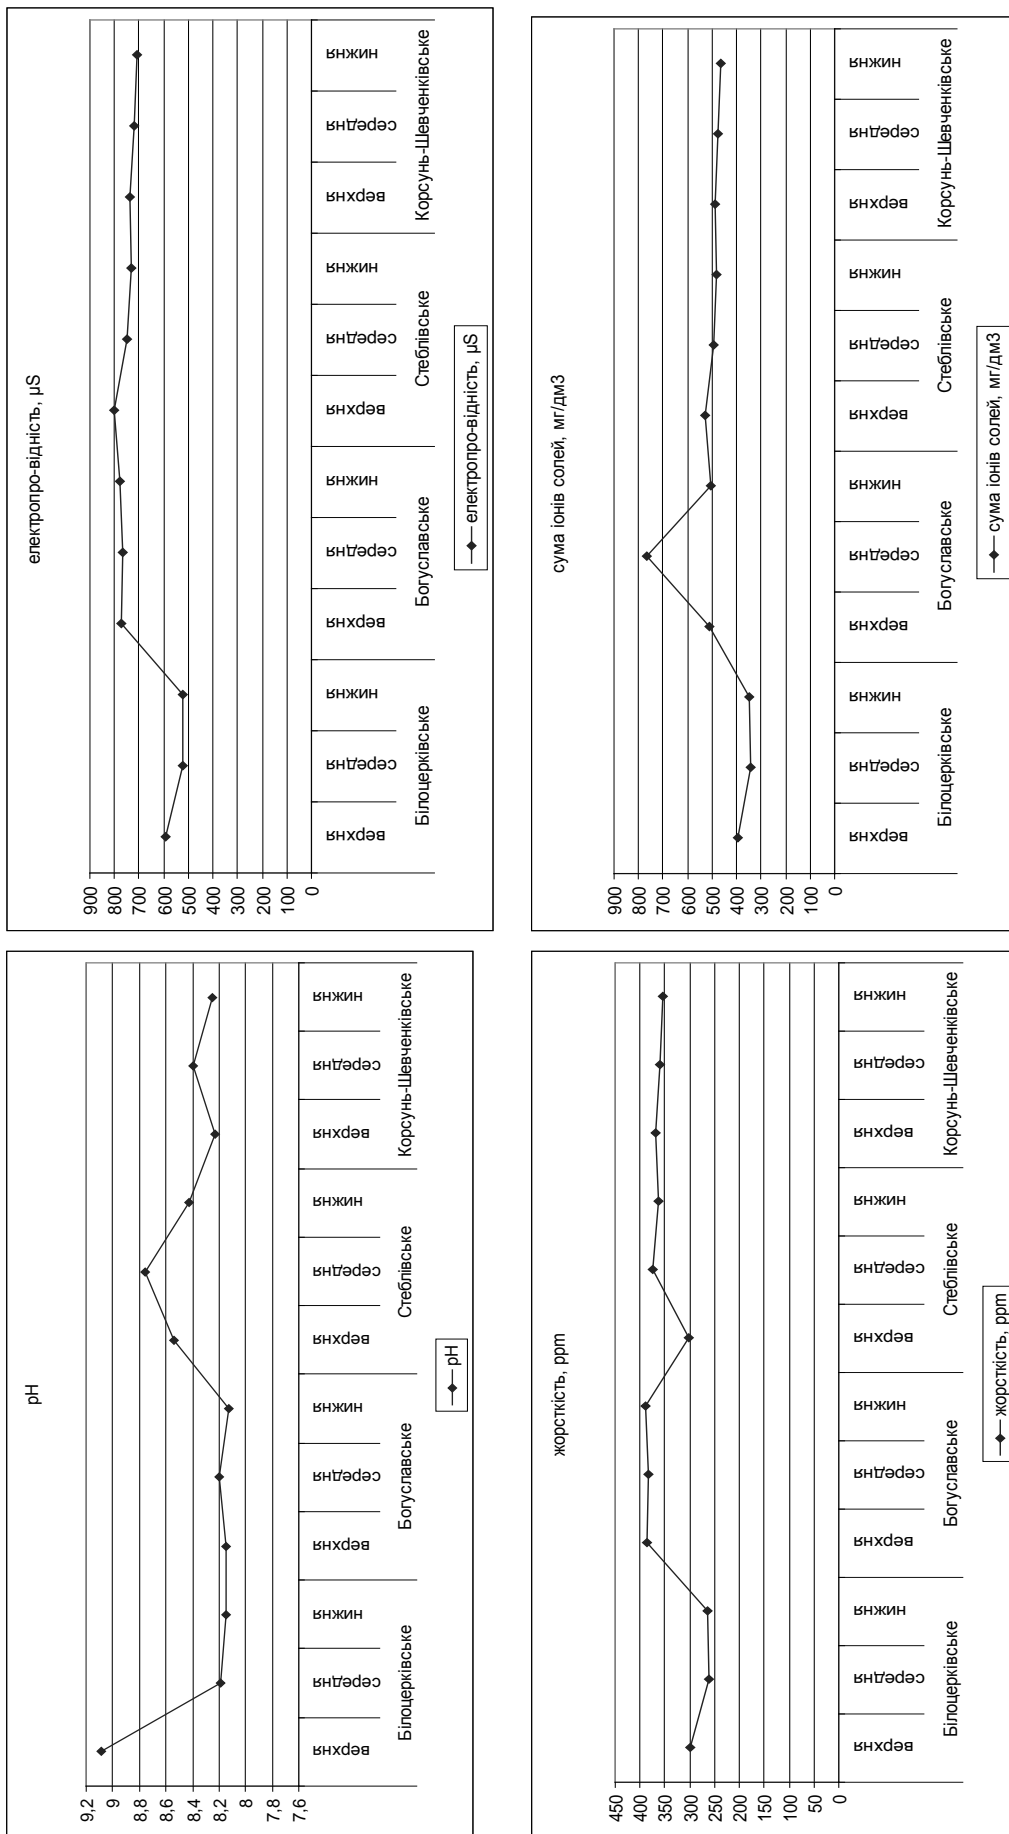 електропро-відність, μS
900
800
700
600
500
400
300
200
100
0
верхня
середня
нижня
верхня
середня
нижня
верхня
середня
нижня
верхня
середня
нижня
Білоцерківське
Богуславське
Стеблівське
Корсунь-Шевченківське
електропро-відність, μS
сума іонів солей, мг/дм3
900
800
700
600
500
400
300
200
100
0
верхня
середня
нижня
верхня
середня
нижня
верхня
середня
нижня
верхня
середня
нижня
Білоцерківське
Богуславське
Стеблівське
Корсунь-Шевченківське
сума іонів солей, мг/дм3
pH
9,2
9
8,8
8,6
8,4
8,2
8
7,8
7,6
верхня
середня
нижня
верхня
середня
нижня
верхня
середня
нижня
верхня
середня
нижня
Білоцерківське
Богуславське
Стеблівське
Корсунь-Шевченківське
pH
жорсткість, ppm
450
400
350
300
250
200
150
100
50
0
верхня
середня
нижня
верхня
середня
нижня
верхня
середня
нижня
верхня
середня
нижня
Білоцерківське
Богуславське
Стеблівське
Корсунь-Шевченківське
жорсткість, ppm